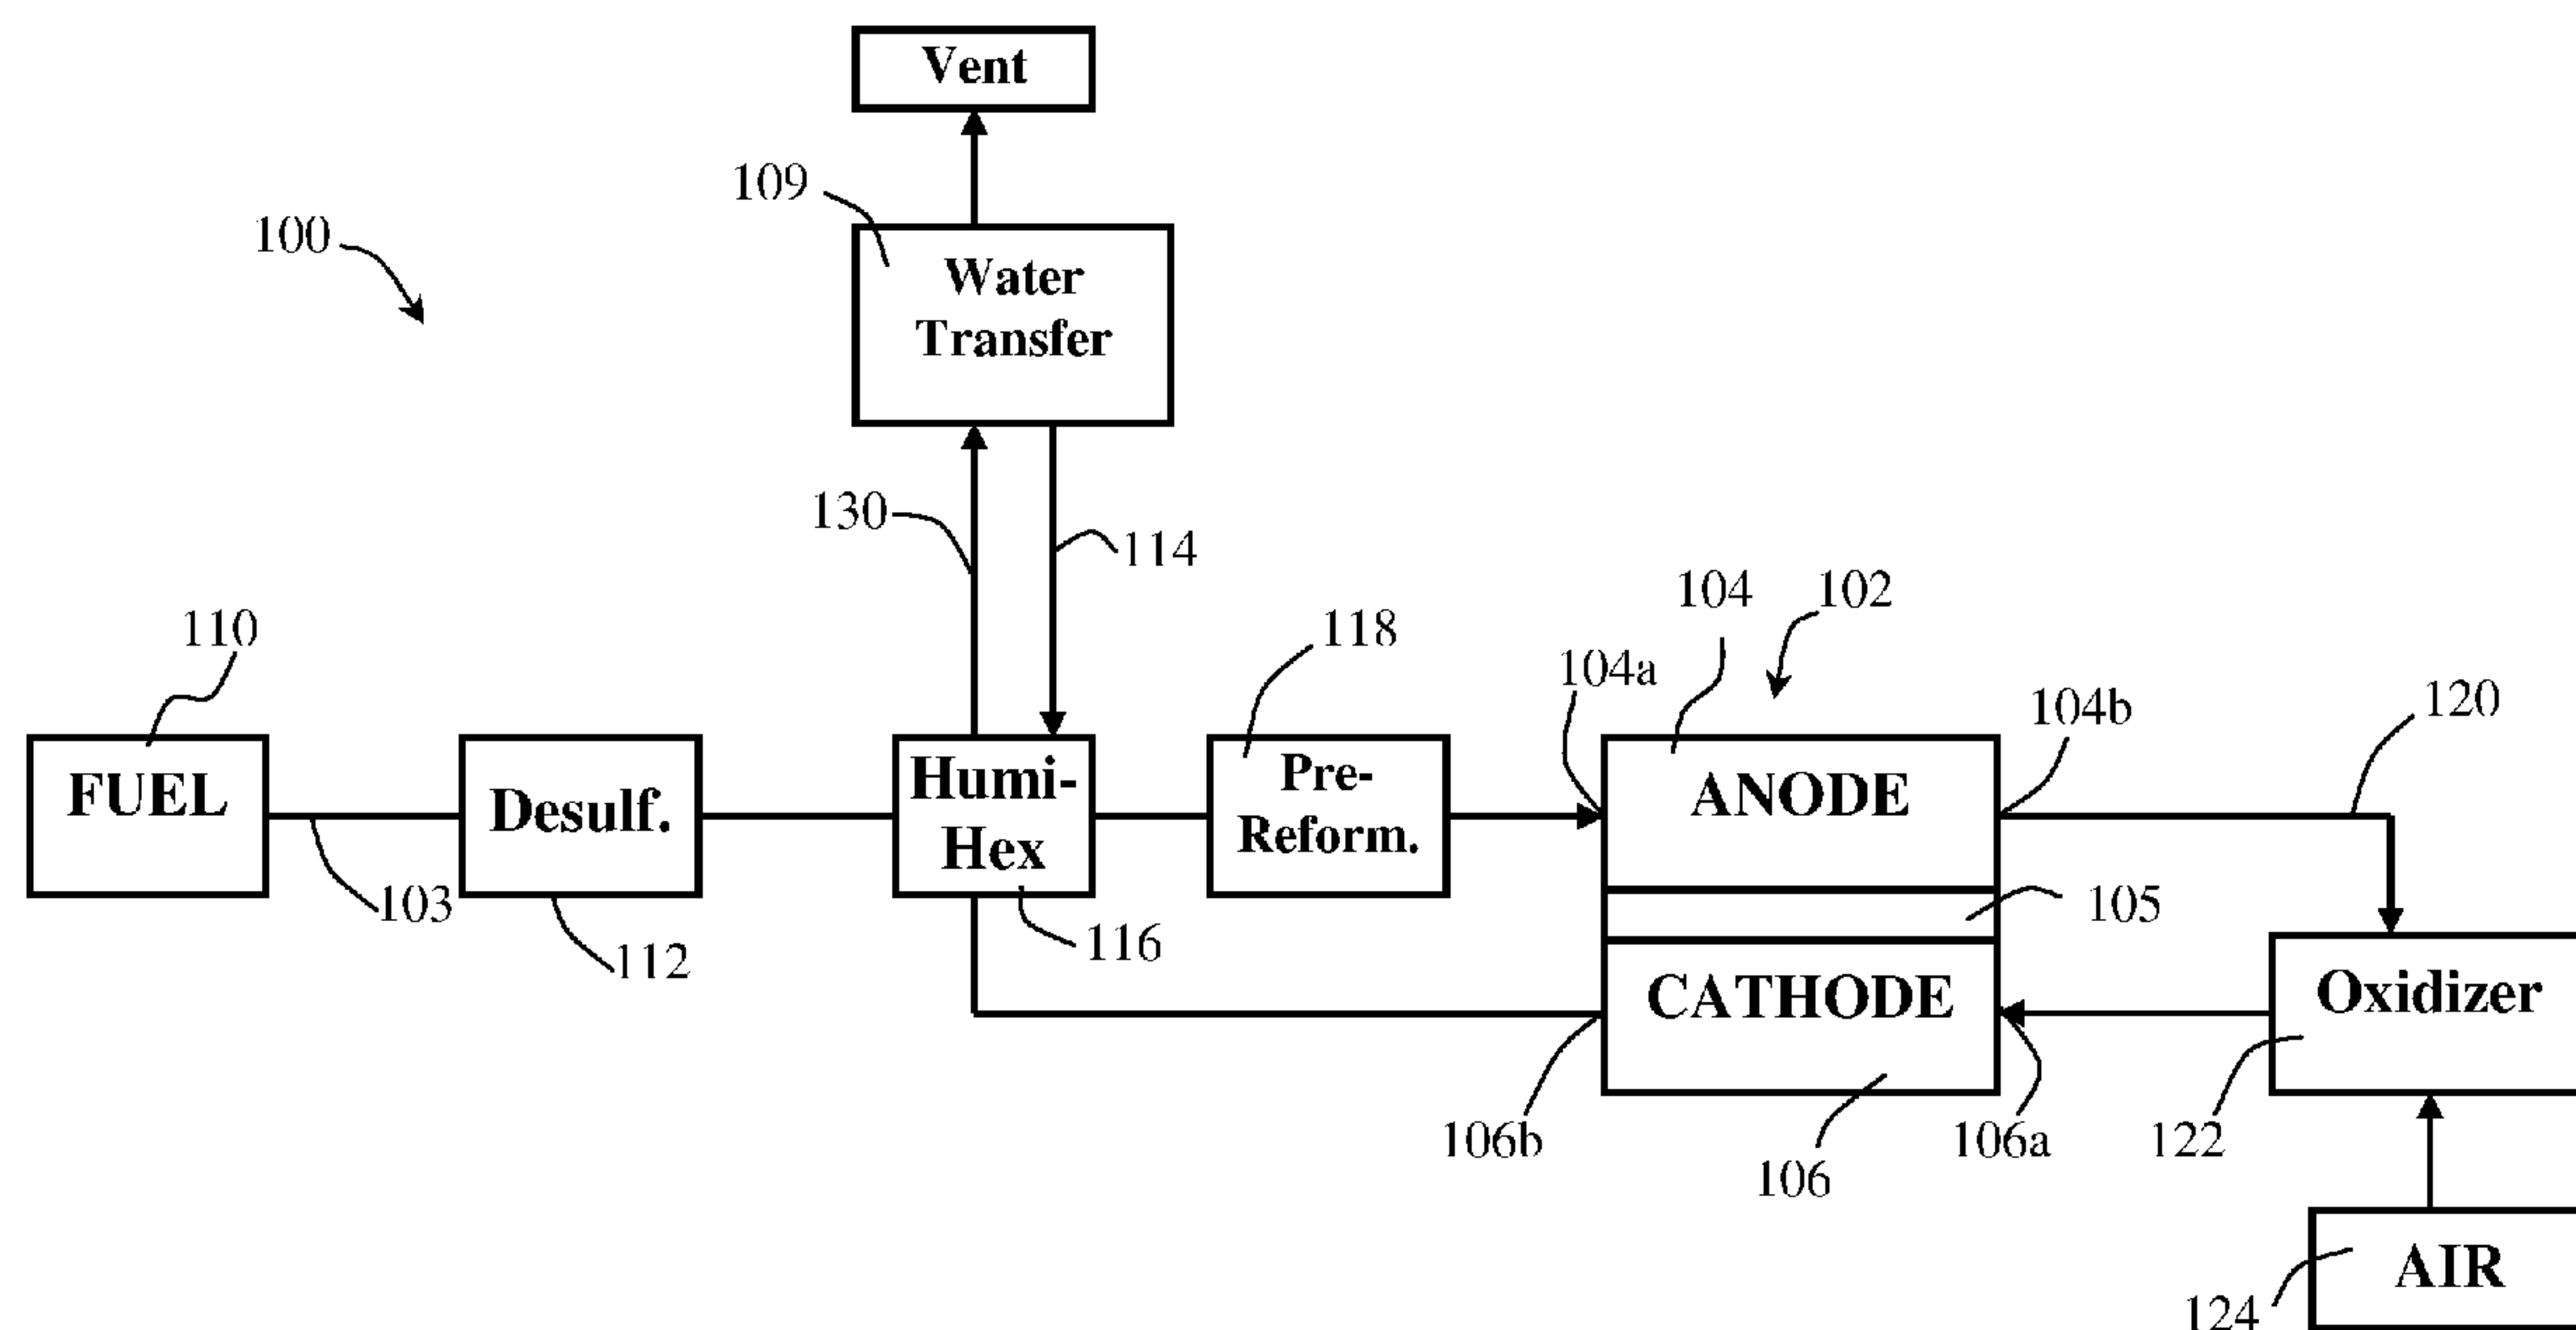 Vent
109
100
Water
Transfer
130
114
110
118
104
102
104a
104b
120
FUEL
Desulf.
Humi-
Hex
Pre-
Reform.
ANODE
103
112
116
105
CATHODE
Oxidizer
106b
106
106a
122
AIR
124